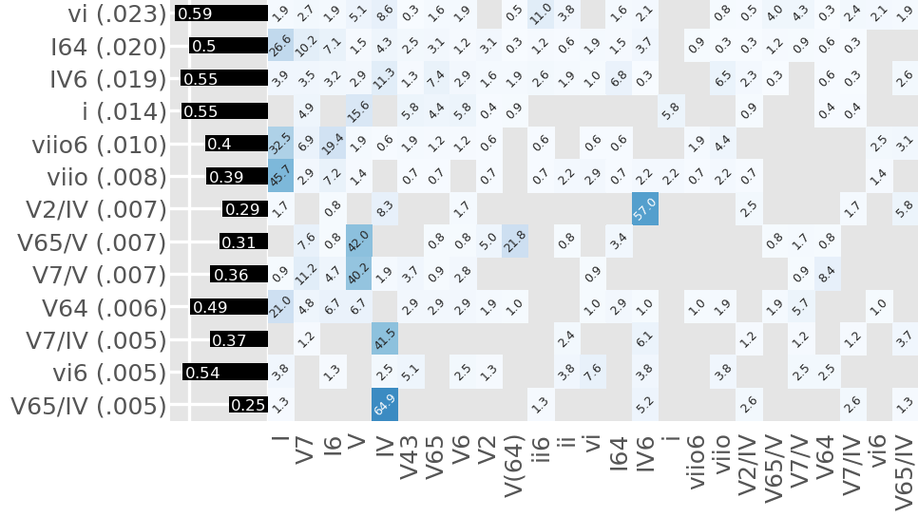 vi (.023) 0.59 1.9 2.7 1.9 5.1 8.6 0.3 1.6 1.9 0.5 11.0 3.8 1.6 2.1 0.8 0.5 4.0 4.3 0.3 2.4 2.1 1.9
I64 (.020) 0.5 26.6 10.2 7.1 1.5 4.3 2.5 3.1 1.2 3.1 0.3 1.2 0.6 1.9 1.5 3.7 0.9 0.3 0.3 1.2 0.9 0.6 0.3
IV6 (.019) 0.55 3.9 3.5 3.2 2.9 11.3 1.3 7.4 2.9 1.6 1.9 2.6 1.9 1.0 6.8 0.3 6.5 2.3 0.3 0.6 0.3 2.6
i (.014) 0.55 4.9 15.6 5.8 4.4 5.8 0.4 0.9 5.8 0.9 0.4 0.4
viio6 (.010) 0.4 32.5 6.9 19.4 1.9 0.6 1.9 1.2 1.2 0.6 0.6 0.6 0.6 1.9 4.4 2.5 3.1
viio (.008) 0.39 45.7 2.9 7.2 1.4 0.7 0.7 0.7 0.7 2.2 2.9 0.7 2.2 2.2 0.7 2.2 0.7 1.4
V2/IV (.007) 0.29 1.7 0.8 8.3 1.7 57.0 2.5 1.7 5.8
V65/V (.007) 0.31 7.6 0.8 42.0 0.8 0.8 5.0 21.8 0.8 3.4 0.8 1.7 0.8
V7/V (.007) 0.36 0.9 11.2 4.7 40.2 1.9 3.7 0.9 2.8 0.9 0.9 8.4
V64 (.006) 0.49 21.0 4.8 6.7 6.7 2.9 2.9 2.9 1.9 1.0 1.0 2.9 1.0 1.0 1.9 1.9 5.7 1.0
V7/IV (.005) 0.37 1.2 41.5 2.4 6.1 1.2 1.2 1.2 3.7
vi6 (.005) 0.54 3.8 1.3 2.5 5.1 2.5 1.3 3.8 7.6 3.8 3.8 2.5 2.5
V65/IV (.005) 0.25 1.3 64.9 1.3 5.2 2.6 2.6 1.3
I V7 I6 V IV V43 V65 V6 V2 V(64) ii6 ii vi I64 IV6 i viio6 viio V2/IV V65/V V7/V V64 V7/IV vi6 V65/IV